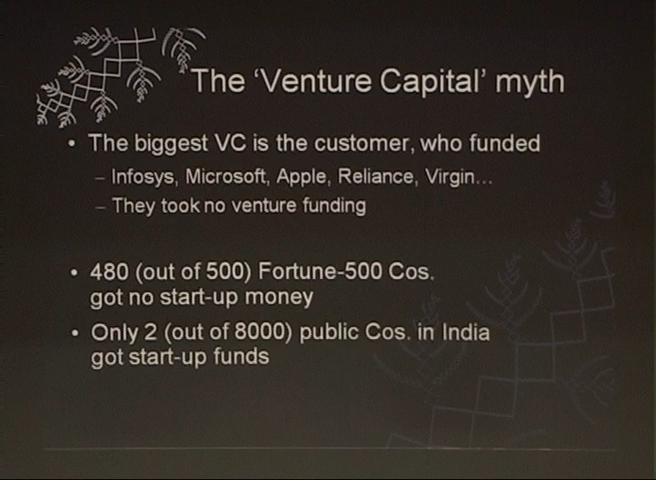 The 'Venture Capital' myth
• The biggest VC is the customer, who funded
– Infosys, Microsoft, Apple, Reliance, Virgin...
– They took no venture funding
• 480 (out of 500) Fortune-500 Cos.
got no start-up money
• Only 2 (out of 8000) public Cos. in India
got start-up funds